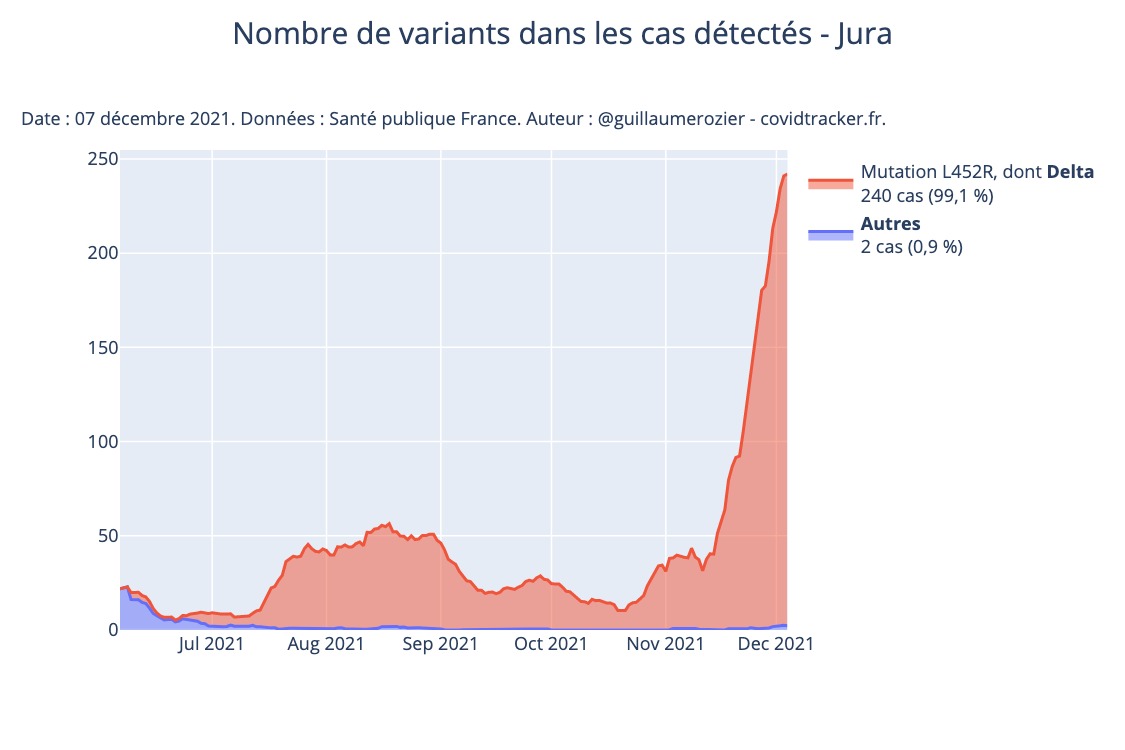 Nombre de variants dans les cas détectés - Jura
Date : 07 décembre 2021. Données : Santé publique France. Auteur : @guillaumerozier - covidtracker.fr.
250
200
150
100
50
0
Jul 2021
Aug 2021
Sep 2021
Oct 2021
Nov 2021
Dec 2021
Mutation L452R, dont Delta
240 cas (99,1 %)
Autres
2 cas (0,9 %)